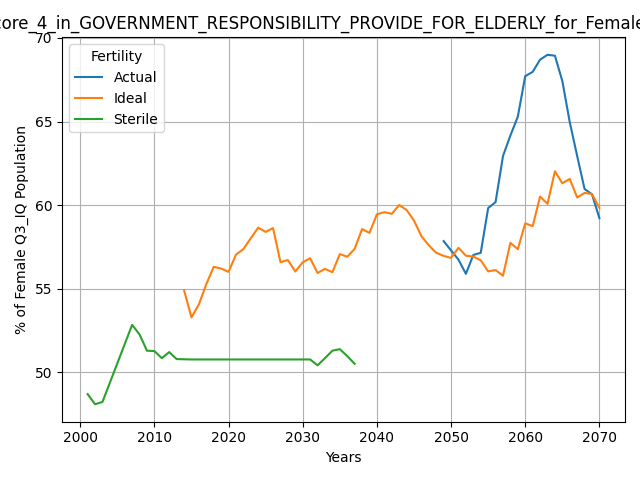 core_4_in_GOVERNMENT_RESPONSIBILITY_PROVIDE_FOR_ELDERLY_for_Female
Fertility
Actual
Ideal
Sterile
% of Female Q3_IQ Population
70
65
60
55
50
2000 2010 2020 2030 2040 2050 2060 2070
Years